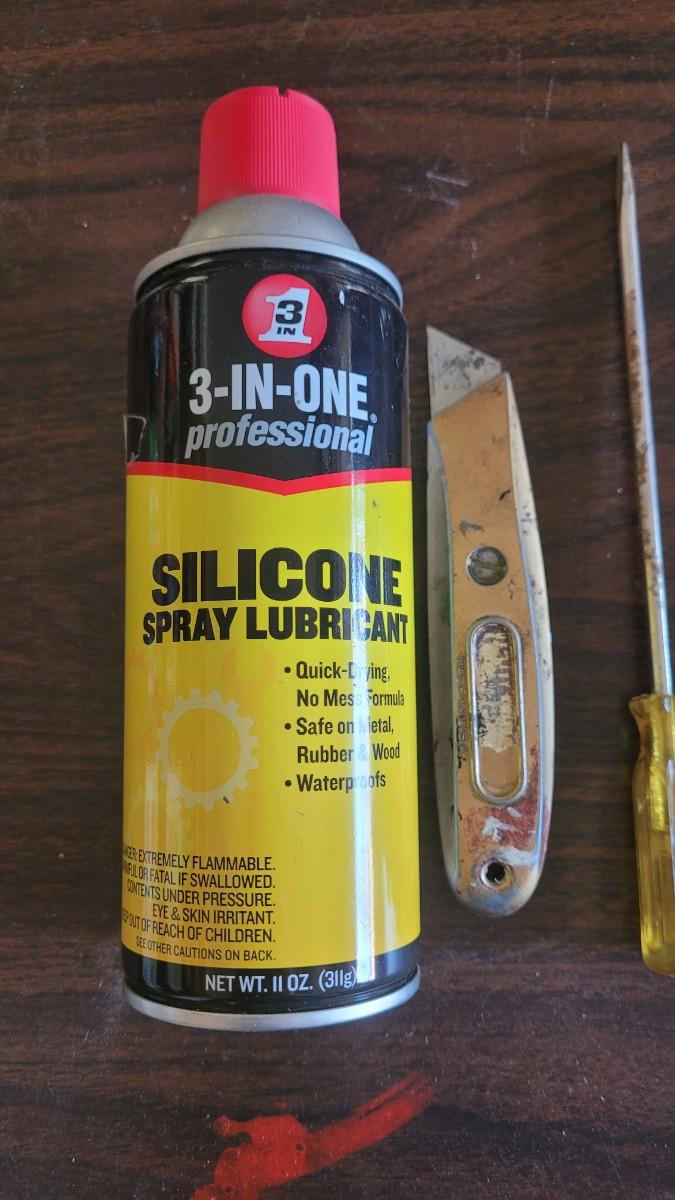 3
IN
1
3-IN-ONE®
professional
SILICONE
SPRAY LUBRICANT
• Quick-Drying,
No Mess Formula
• Safe on Metal,
Rubber & Wood
• Waterproofs
EXTREMELY FLAMMABLE.
OR FATAL IF SWALLOWED.
CONTENTS UNDER PRESSURE.
EYE & SKIN IRRITANT.
OUT OF REACH OF CHILDREN.
SEE OTHER CAUTIONS ON BACK.
NET WT. 11 OZ. (311g)